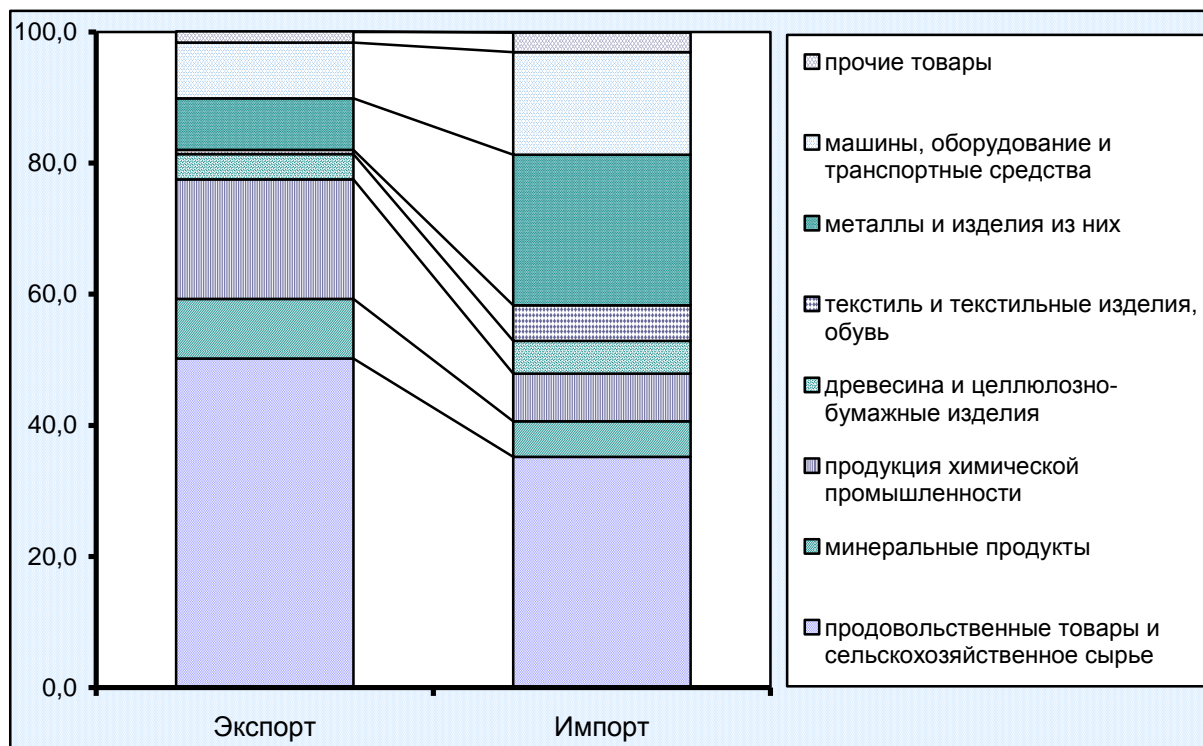 100,0
80,0
60,0
40,0
20,0
0,0
Экспорт
Импорт
прочие товары
машины, оборудование и
транспортные средства
металлы и изделия из них
текстиль и текстильные изделия,
обувь
древесина и целлюлозно-
бумажные изделия
продукция химической
промышленности
минеральные продукты
продовольственные товары и
сельскохозяйственное сырье